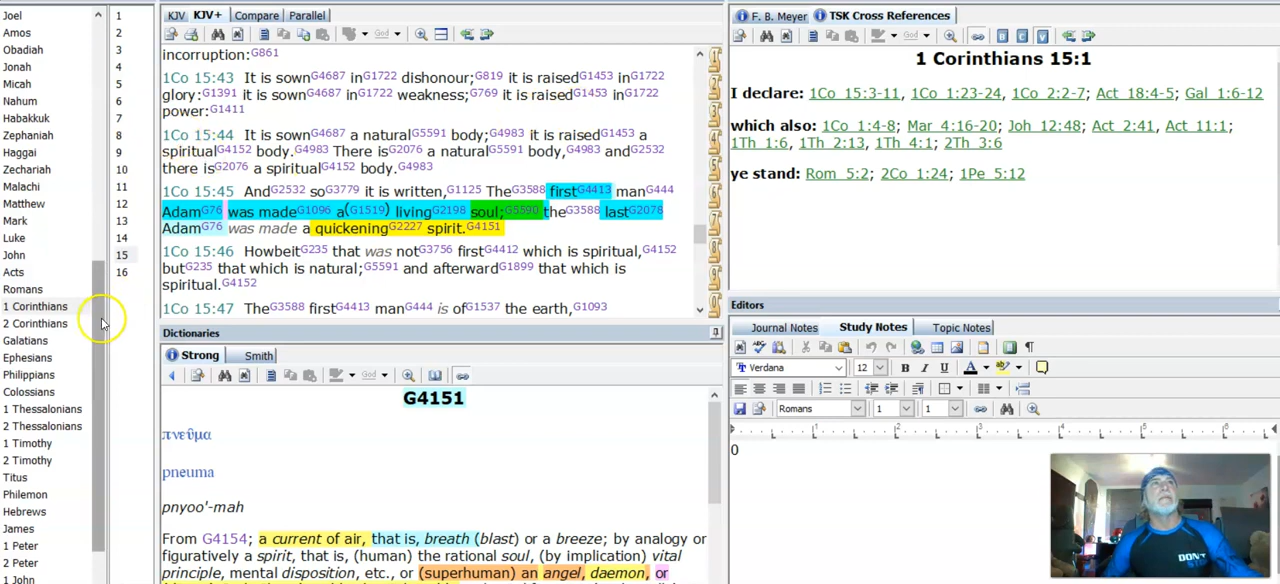 Joel
Amos
Obadiah
Jonah
Micah
Nahum
Habakkuk
Zephaniah
Haggai
Zechariah
Malachi
Matthew
Mark
Luke
John
Acts
Romans
1 Corinthians
2 Corinthians
Galatians
Ephesians
Philippians
Colossians
1 Thessalonians
2 Thessalonians
1 Timothy
2 Timothy
Titus
Philemon
Hebrews
James
1 Peter
2 Peter
1 John
1
2
3
4
5
6
7
8
9
10
11
12
13
14
15
16
KJV KJV+ Compare Parallel
God
incorruption:G861
1Co 15:43 It is sownG4687 inG1722 dishonour;G819 it is raisedG1453 inG1722
glory:G1391 it is sownG4687 inG1722 weakness;G769 it is raisedG1453 inG1722
power:G1411
1Co 15:44 It is sownG4687 a naturalG5591 body;G4983 it is raisedG1453 a
spiritualG4152 body.G4983 There isG2076 a naturalG5591 body,G4983 andG2532
there isG2076 a spiritualG4152 body.G4983
1Co 15:45 AndG2532 soG3779 it is written,G1125 TheG3588 firstG4413 manG444
AdamG76 was madeG1096 a(G1519) livingG2198 soul;G5590 theG3588 lastG2078
AdamG76 was made a quickeningG2227 spirit.G4151
1Co 15:46 HowbeitG235 that was notG3756 firstG4412 which is spiritual,G4152
butG235 that which is natural;G5591 and afterwardG1899 that which is
spiritual.G4152
1Co 15:47 TheG3588 firstG4413 manG444 is ofG1537 the earth,G1093
Dictionaries
Strong Smith
God
G4151
πνεῦμα
pneuma
pnyoo'-mah
From G4154; a current of air, that is, breath (blast) or a breeze; by analogy or
figuratively a spirit, that is, (human) the rational soul, (by implication) vital
principle, mental disposition, etc., or (superhuman) an angel, daemon, or
F. B. Meyer TSK Cross References
God
B C V
1 Corinthians 15:1
I declare: 1Co 15:3-11, 1Co 1:23-24, 1Co 2:2-7; Act 18:4-5; Gal 1:6-12
which also: 1Co 1:4-8; Mar 4:16-20; Joh 12:48; Act 2:41, Act 11:1;
1Th 1:6, 1Th 2:13, 1Th 4:1; 2Th 3:6
ye stand: Rom 5:2; 2Co 1:24; 1Pe 5:12
Editors
Journal Notes Study Notes Topic Notes
Verdana 12 B I U A
Romans 1 1
1 2 3 4 5 6
0
DON'T